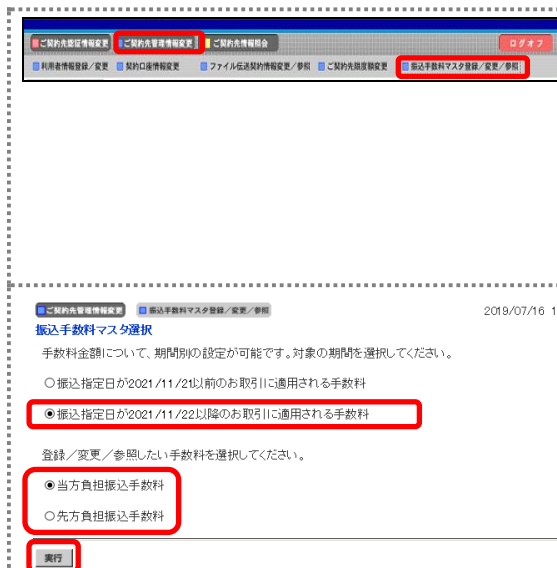 ご契約先認証情報変更 ご契約先管理情報変更 ご契約先情報照会 ログオフ
利用者情報登録／変更 契約口座情報変更 ファイル伝送契約情報変更／参照 ご契約先限度額変更 振込手数料マスタ登録／変更／参照
ご契約先管理情報変更 振込手数料マスタ登録／変更／参照 2019/07/16 1
振込手数料マスタ選択
手数料金額について、期間別の設定が可能です。対象の期間を選択してください。
振込指定日が2021/11/21以前のお取引に適用される手数料
振込指定日が2021/11/22以降のお取引に適用される手数料
登録／変更／参照したい手数料を選択してください。
当方負担振込手数料
先方負担振込手数料
実行